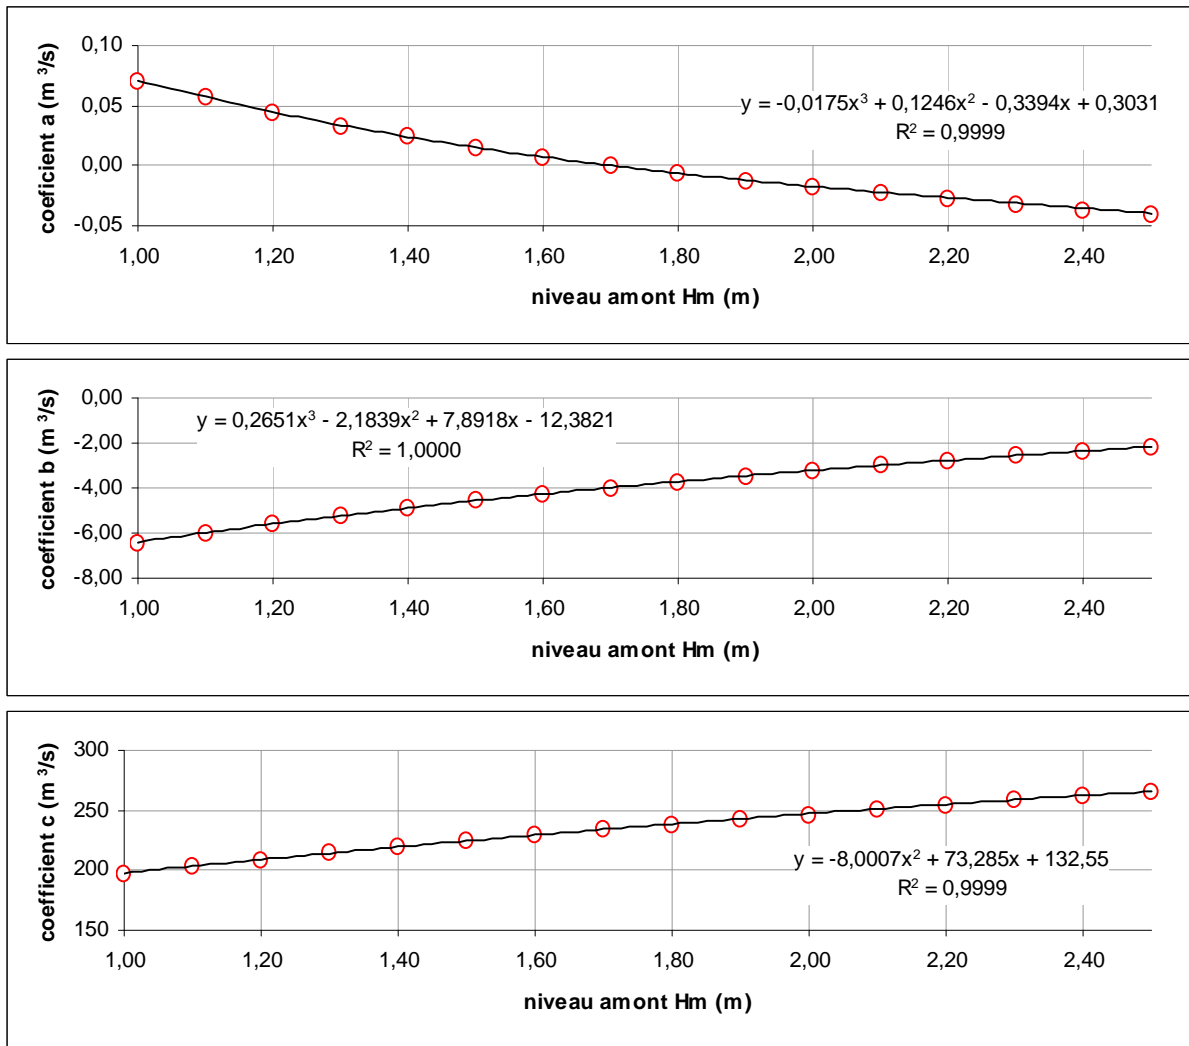 coeficient a (m ³/s)
0,10
0,05
0,00
-0,05
y = -0,0175x³ + 0,1246x² - 0,3394x + 0,3031
R² = 0,9999
1,00 1,20 1,40 1,60 1,80 2,00 2,20 2,40
niveau amont Hm (m)
coefficient b (m ³/s)
0,00
-2,00
-4,00
-6,00
-8,00
y = 0,2651x³ - 2,1839x² + 7,8918x - 12,3821
R² = 1,0000
1,00 1,20 1,40 1,60 1,80 2,00 2,20 2,40
niveau amont Hm (m)
coefficient c (m ³/s)
300
250
200
150
y = -8,0007x² + 73,285x + 132,55
R² = 0,9999
1,00 1,20 1,40 1,60 1,80 2,00 2,20 2,40
niveau amont Hm (m)